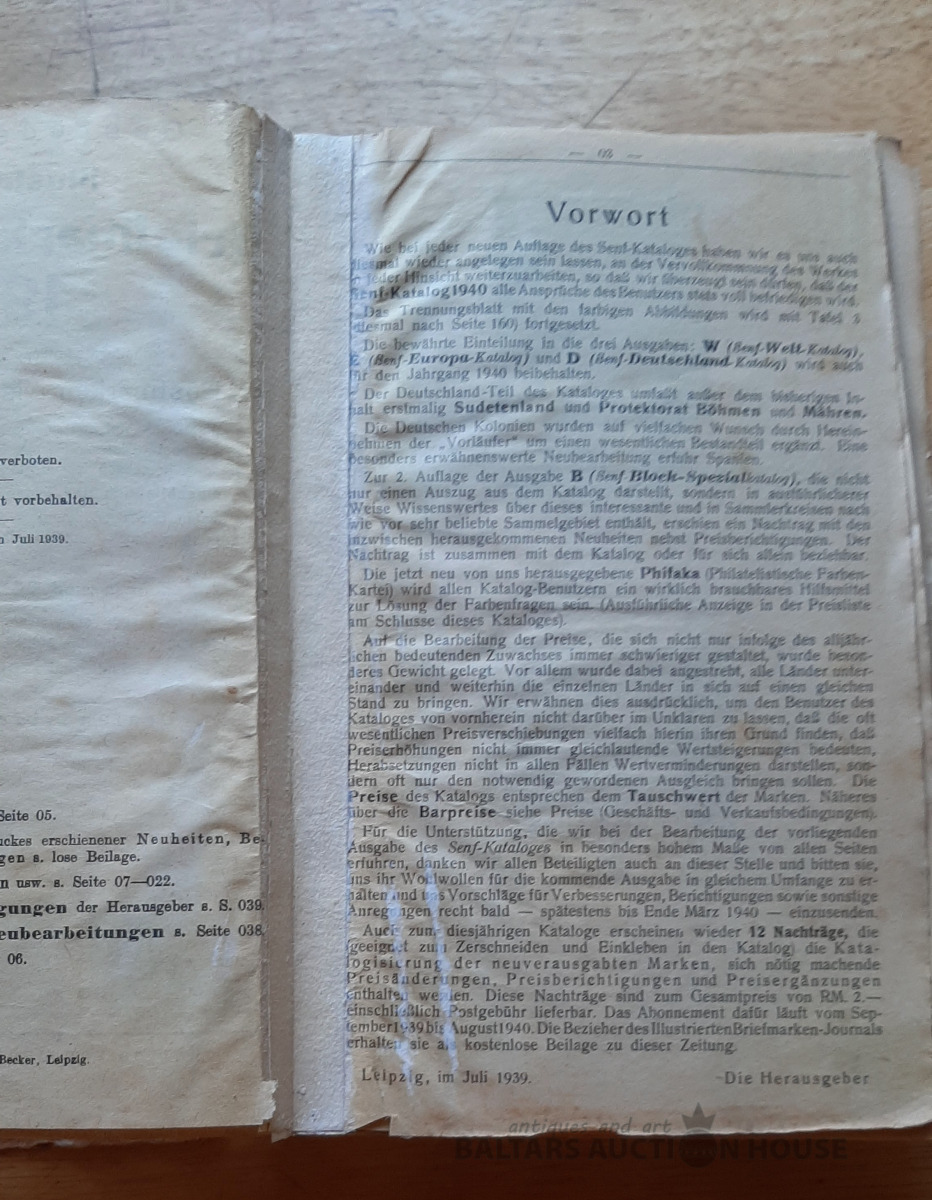 verboten.
t vorbehalten.
Juli 1939.
Seite 05.
uckes erschienener Neuheiten, Be-
gen s. lose Beilage.
n usw. s. Seite 07—022.
gungen der Herausgeber s. S. 039.
eubearbeitungen s. Seite 038,
06.
Becker, Leipzig.
— 03 —
Vorwort
Wie bei jeder neuen Auflage des Senf-Kataloges haben wir es uns auch
diesmal wieder angelegen sein lassen, an der Vervollkommnung des Werkes
jeder Hinsicht weiterzuarbeiten, so daß wir überzeugt sein dürfen, daß der
Senf-Katalog 1940 alle Ansprüche des Benutzers stets voll befriedigen wird.
Das Trennungsblatt mit den farbigen Abbildungen wird mit Tafel 3
(diesmal nach Seite 160) fortgesetzt.
Die bewährte Einteilung in die drei Ausgaben: W (Senf-Welt-Katalog),
E (Senf-Europa-Katalog) und D (Senf-Deutschland-Katalog) wird auch
für den Jahrgang 1940 beibehalten.
Der Deutschland-Teil des Kataloges umfaßt außer dem bisherigen In-
halt erstmalig Sudetenland und Protektorat Böhmen und Mähren.
Die Deutschen Kolonien wurden auf vielfachen Wunsch durch Herein-
nehmen der „Vorläufer" um einen wesentlichen Bestandteil ergänzt. Eine
besonders erwähnenswerte Neubearbeitung erfuhr Spanien.
Zur 2. Auflage der Ausgabe B (Senf-Block-Spezialkatalog), die nicht
nur einen Auszug aus dem Katalog darstellt, sondern in ausführlicherer
Weise Wissenswertes über dieses interessante und in Sammlerkreisen nach
wie vor sehr beliebte Sammelgebiet enthält, erschien ein Nachtrag mit den
inzwischen herausgekommenen Neuheiten nebst Preisberichtigungen. Der
Nachtrag ist zusammen mit dem Katalog oder für sich allein beziehbar.
Die jetzt neu von uns herausgegebene Philaka (Philatelistische Farben-
Kartei) wird allen Katalog-Benutzern ein wirklich brauchbares Hilfsmittel
zur Lösung der Farbenfragen sein. (Ausführliche Anzeige in der Preisliste
am Schlusse dieses Kataloges).
Auf die Bearbeitung der Preise, die sich nicht nur infolge des alljähr-
lichen bedeutenden Zuwachses immer schwieriger gestaltet, wurde beson-
deres Gewicht gelegt. Vor allem wurde dabei angestrebt, alle Länder unter-
einander und weiterhin die einzelnen Länder in sich auf einen gleichen
Stand zu bringen. Wir erwähnen dies ausdrücklich, um den Benutzer des
Kataloges von vornherein nicht darüber im Unklaren zu lassen, daß die oft
wesentlichen Preisverschiebungen vielfach hierin ihren Grund finden, daß
Preiserhöhungen nicht immer gleichlautende Wertsteigerungen bedeuten,
Herabsetzungen nicht in allen Fällen Wertverminderungen darstellen, son-
dern oft nur den notwendig gewordenen Ausgleich bringen sollen. Die
Preise des Katalogs entsprechen dem Tauschwert der Marken. Näheres
über die Barpreise siehe Preise (Geschäfts- und Verkaufsbedingungen).
Für die Unterstützung, die wir bei der Bearbeitung der vorliegenden
Ausgabe des Senf-Kataloges in besonders hohem Maße von allen Seiten
erfuhren, danken wir allen Beteiligten auch an dieser Stelle und bitten sie,
uns ihr Wohlwollen für die kommende Ausgabe in gleichem Umfange zu er-
halten und uns Vorschläge für Verbesserungen, Berichtigungen sowie sonstige
Anregungen recht bald — spätestens bis Ende März 1940 — einzusenden.
Auch zum diesjährigen Kataloge erscheinen wieder 12 Nachträge, die
(geeignet zum Zerschneiden und Einkleben in den Katalog) die Kata-
logisierung der neuverausgabten Marken, sich nötig machende
Preisänderungen, Preisberichtigungen und Preisergänzungen
enthalten werden. Diese Nachträge sind zum Gesamtpreis von RM. 2.—
einschließlich Postgebühr lieferbar. Das Abonnement dafür läuft vom Sep-
tember 1939 bis August 1940. Die Bezieher des Illustrierten Briefmarken-Journals
erhalten sie als kostenlose Beilage zu dieser Zeitung.
Leipzig, im Juli 1939.
Die Herausgeber
antiques and art
BALTARS AUCTION HOUSE